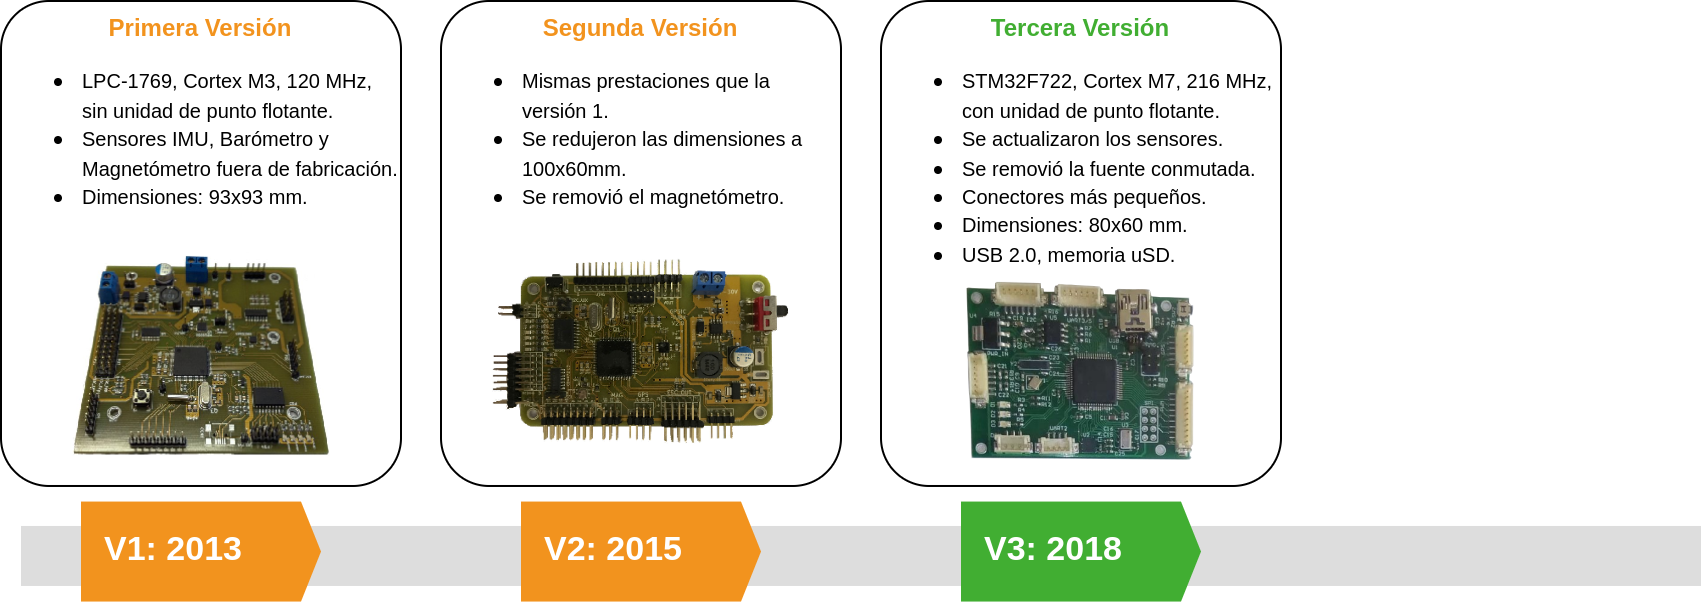 Primera Versión
LPC-1769, Cortex M3, 120 MHz,
sin unidad de punto flotante.
Sensores IMU, Barómetro y
Magnetómetro fuera de fabricación.
Dimensiones: 93x93 mm.
Segunda Versión
Mismas prestaciones que la
versión 1.
Se redujeron las dimensiones a
100x60mm.
Se removió el magnetómetro.
Tercera Versión
STM32F722, Cortex M7, 216 MHz,
con unidad de punto flotante.
Se actualizaron los sensores.
Se removió la fuente conmutada.
Conectores más pequeños.
Dimensiones: 80x60 mm.
USB 2.0, memoria uSD.
V1: 2013
V2: 2015
V3: 2018